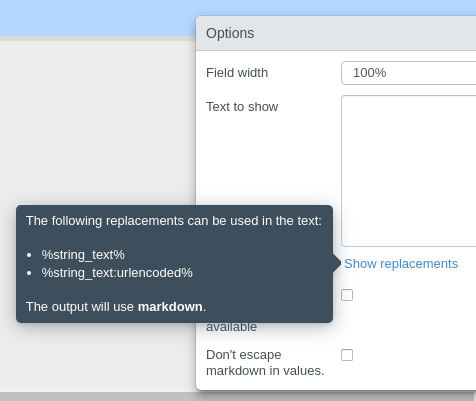 Options
Field width
100%
Text to show
The following replacements can be used in the text:
• %string_text%
• %string_text:urlencoded%
The output will use markdown.
Show replacements
available
Don't escape
markdown in values.